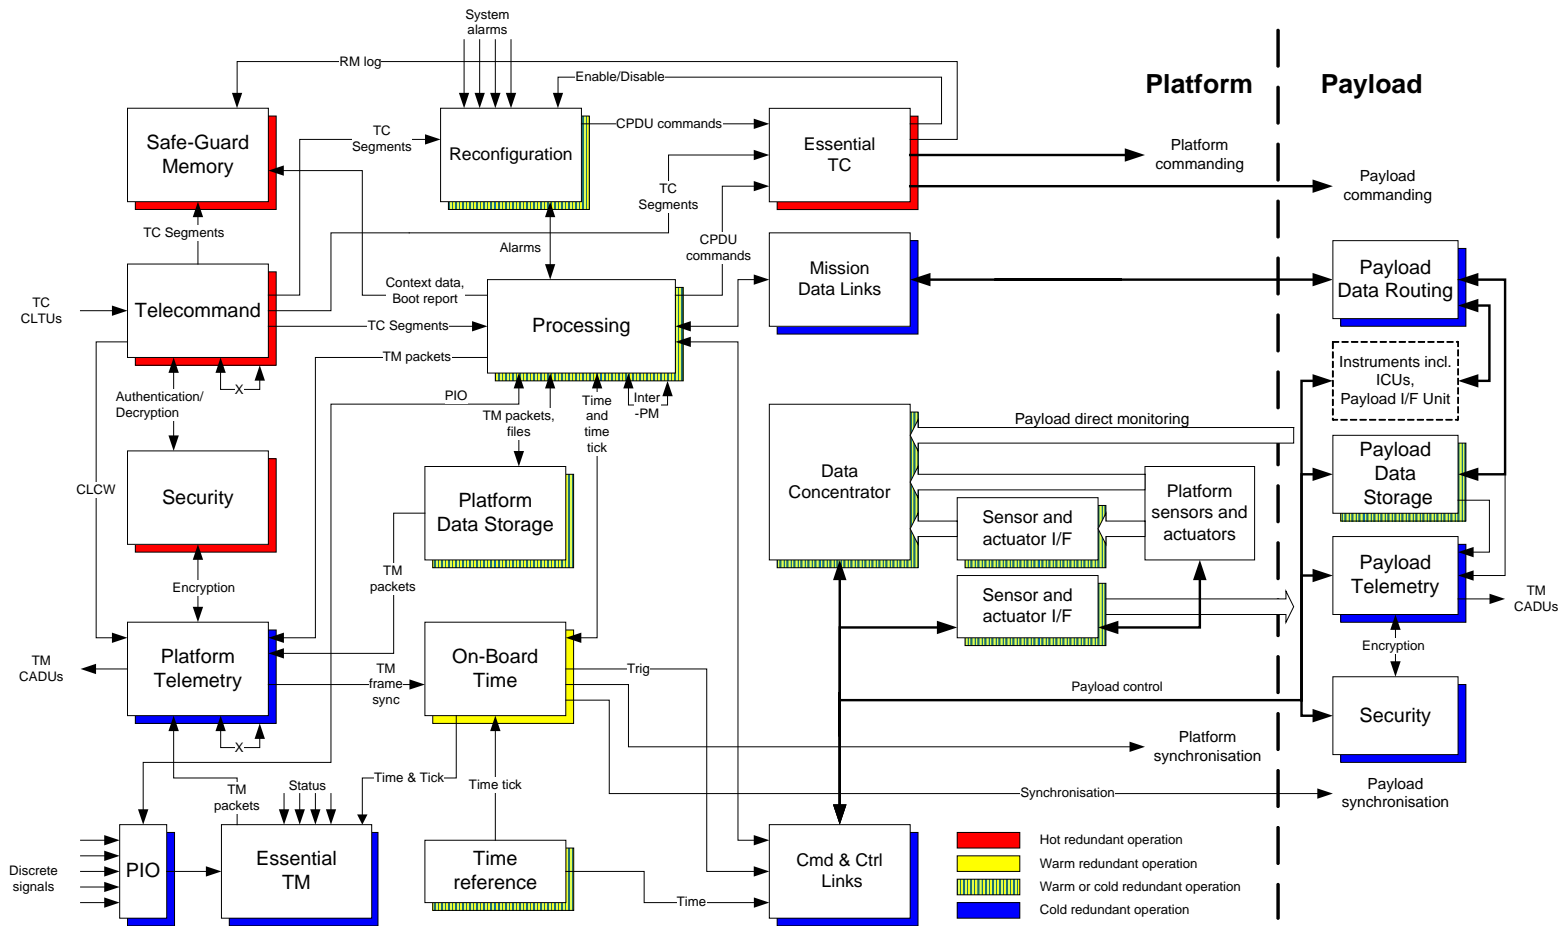 System
alarms
RM log
Enable/Disable
Platform
Payload
Safe-Guard
Memory
TC
Segments
Reconfiguration
CPDU commands
Essential
TC
Platform
commanding
Payload
commanding
TC Segments
TC
Segments
Alarms
CPDU
commands
TC
CLTUs
Telecommand
Context data,
Boot report
TC Segments
Processing
Mission
Data Links
Payload
Data Routing
TM packets
X
Authentication/
Decryption
PIO
TM packets,
files
Time
and
time
tick
Inter
-PM
Instruments incl.
ICUs,
Payload I/F Unit
Payload direct monitoring
CLCW
Security
Platform
Data Storage
Data
Concentrator
Sensor and
actuator I/F
Platform
sensors and
actuators
Payload
Data
Storage
Encryption
TM
packets
Sensor and
actuator I/F
Payload
Telemetry
TM
CADUs
TM
CADUs
Platform
Telemetry
TM
frame
sync
On-Board
Time
Trig
Encryption
Payload control
Security
X
Platform
synchronisation
TM
packets
Status
Time & Tick
Time tick
Synchronisation
Payload
synchronisation
Discrete
signals
PIO
Essential
TM
Time
reference
Time
Cmd & Ctrl
Links
Hot redundant operation
Warm redundant operation
Warm or cold redundant operation
Cold redundant operation